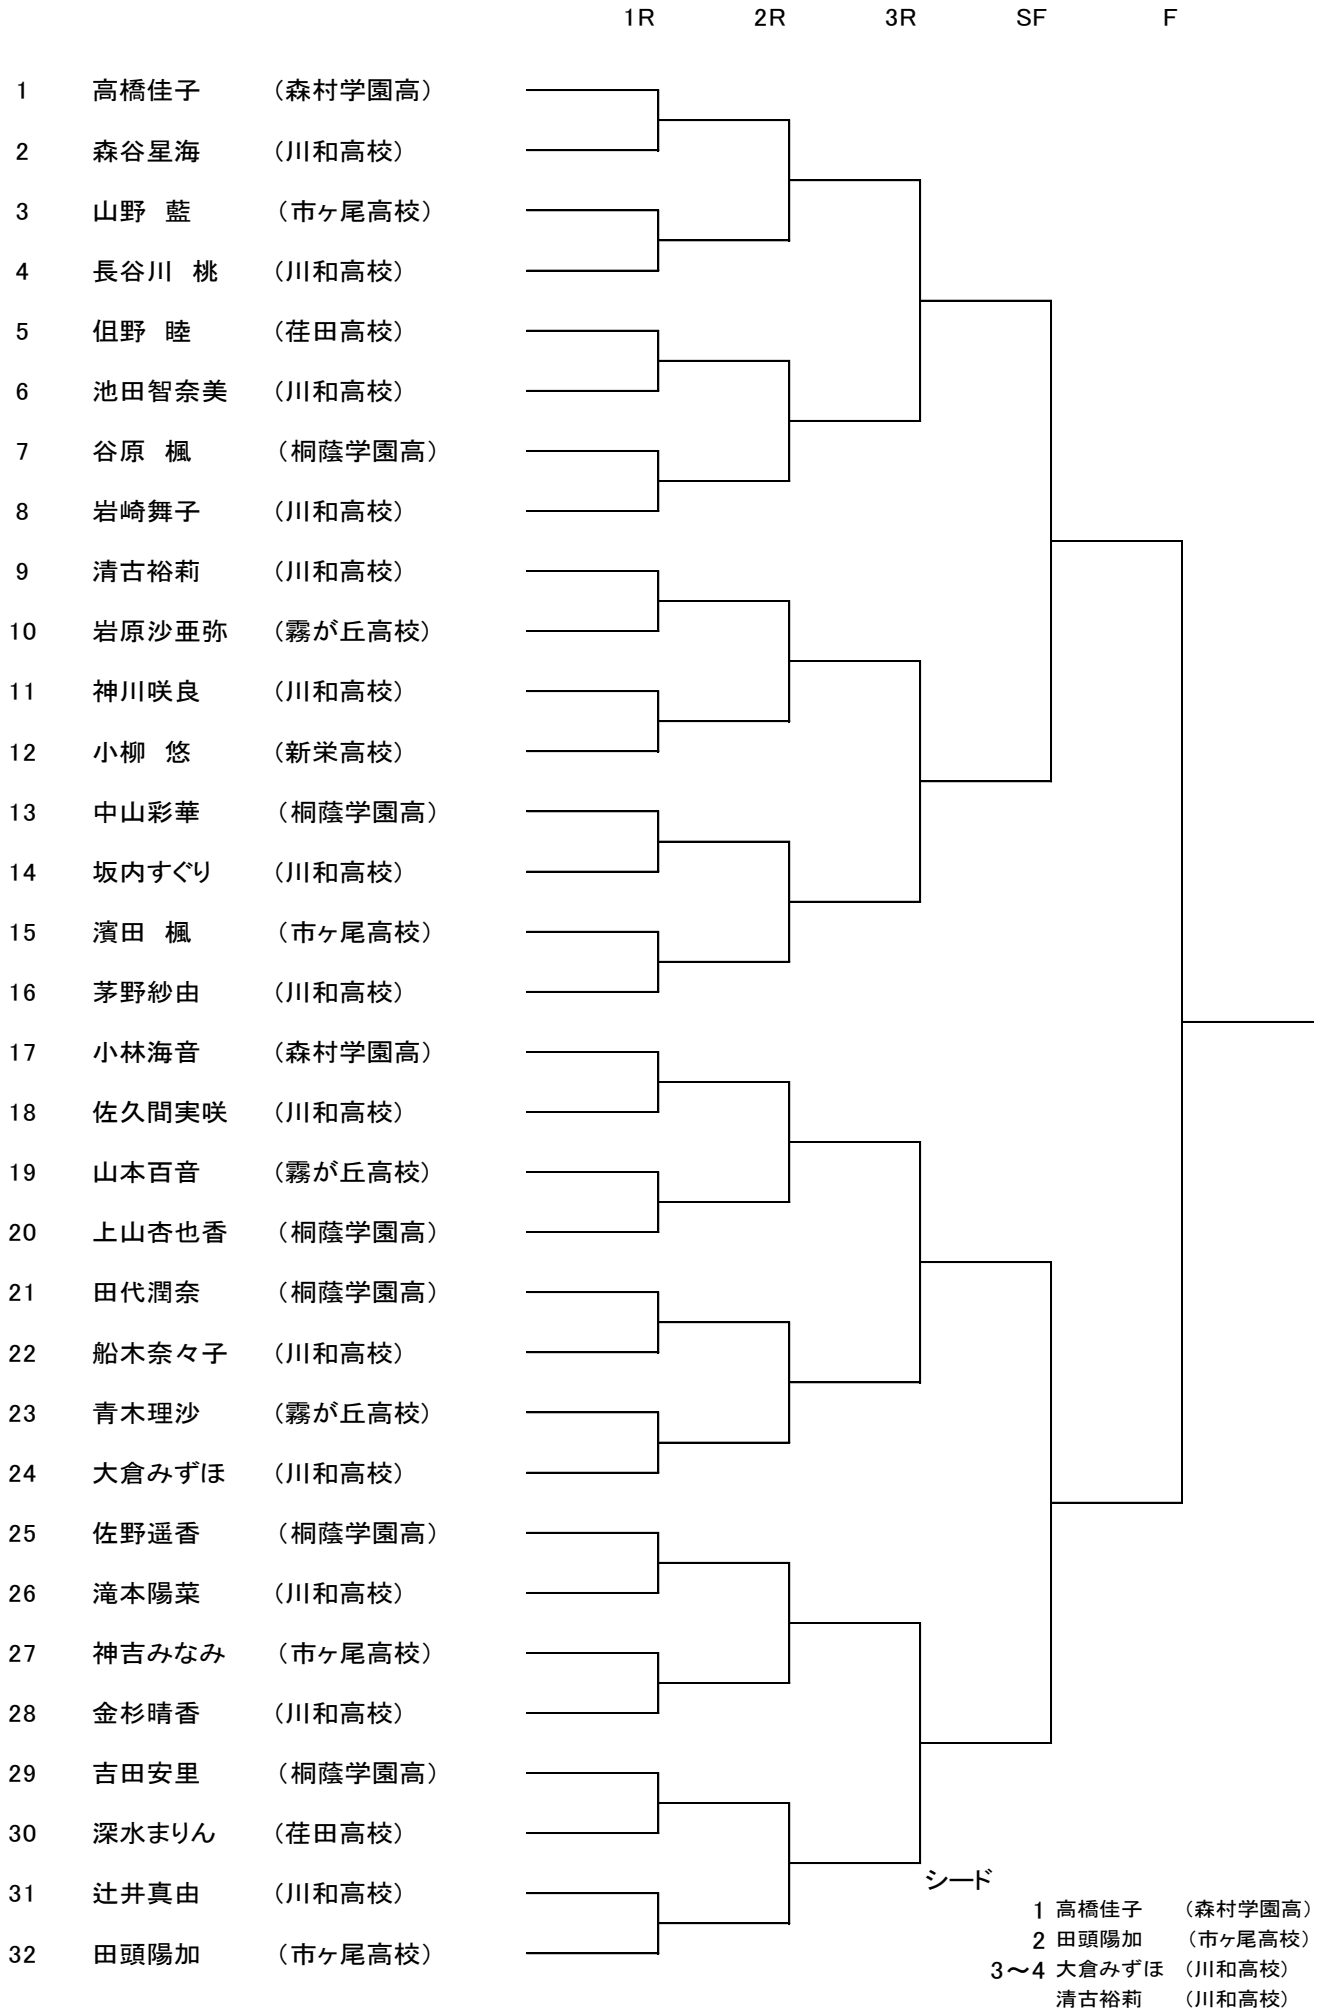 1R 2R 3R SF F
1 高橋佳子 （森村学園高）
2 森谷星海 （川和高校）
3 山野　藍 （市ヶ尾高校）
4 長谷川　桃 （川和高校）
5 伹野　睦 （荏田高校）
6 池田智奈美 （川和高校）
7 谷原　楓 （桐蔭学園高）
8 岩崎舞子 （川和高校）
9 清古裕莉 （川和高校）
10 岩原沙亜弥 （霧が丘高校）
11 神川咲良 （川和高校）
12 小柳　悠 （新栄高校）
13 中山彩華 （桐蔭学園高）
14 坂内すぐり （川和高校）
15 濱田　楓 （市ヶ尾高校）
16 茅野紗由 （川和高校）
17 小林海音 （森村学園高）
18 佐久間実咲 （川和高校）
19 山本百音 （霧が丘高校）
20 上山杏也香 （桐蔭学園高）
21 田代潤奈 （桐蔭学園高）
22 船木奈々子 （川和高校）
23 青木理沙 （霧が丘高校）
24 大倉みずほ （川和高校）
25 佐野遥香 （桐蔭学園高）
26 滝本陽菜 （川和高校）
27 神吉みなみ （市ヶ尾高校）
28 金杉晴香 （川和高校）
29 吉田安里 （桐蔭学園高）
30 深水まりん （荏田高校）
31 辻井真由 （川和高校）
32 田頭陽加 （市ヶ尾高校）
シード
1 高橋佳子 （森村学園高）
2 田頭陽加 （市ヶ尾高校）
3～4 大倉みずほ （川和高校）
清古裕莉 （川和高校）